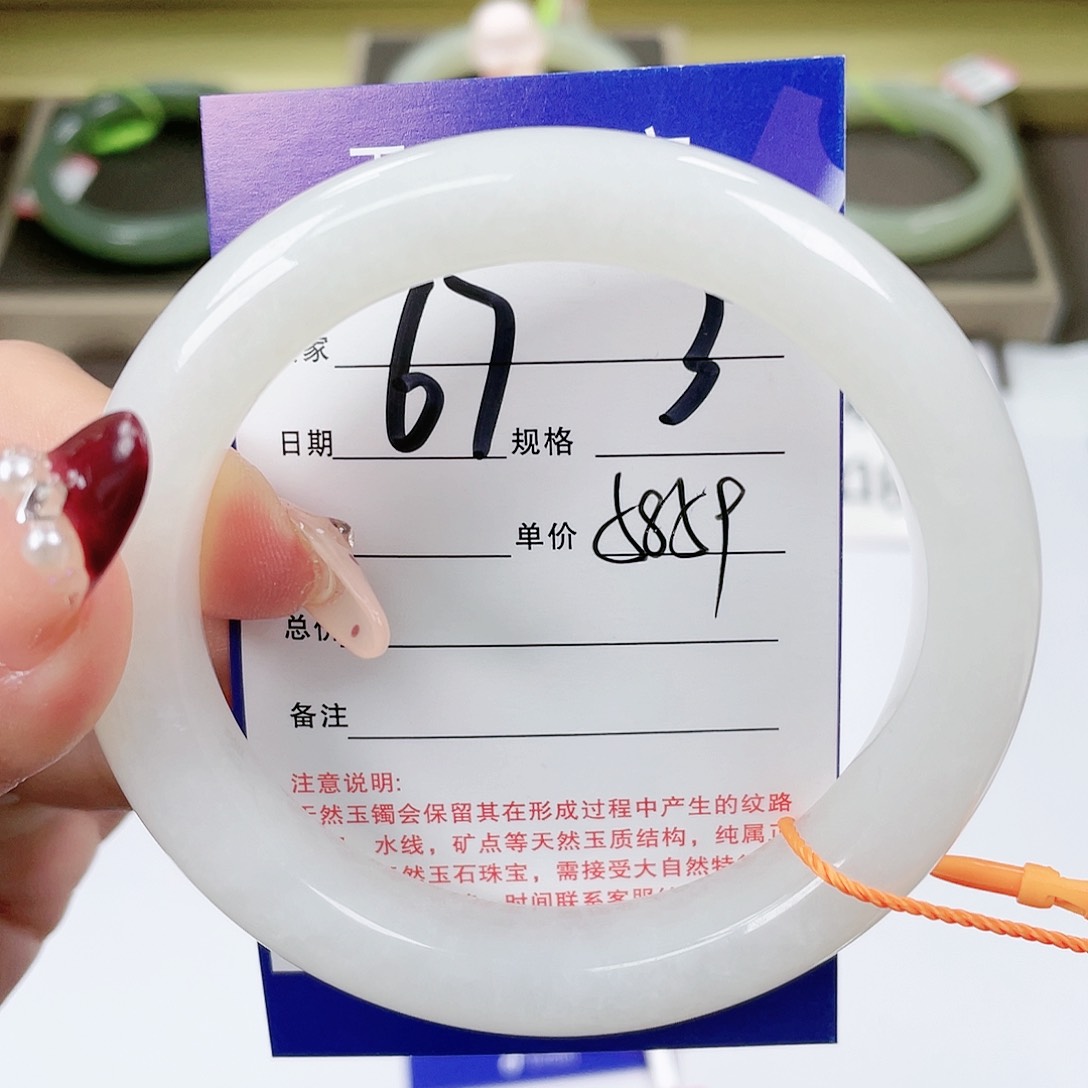 家 67 3
日期 规格
单价 5859
总价
备注
注意说明:
天然玉镯会保留其在形成过程中产生的纹路
水线，矿点等天然玉质结构，纯属正
然玉石珠宝，需接受大自然特
时间联系客服